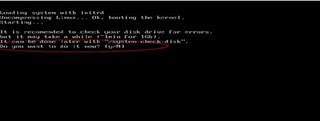 Loading system with initrd
Uncompressing Linux... Ok, booting the kernel.
Starting...
It is recomended to check your disk drive for errors.
but it may take a while (~1min for 1Gb).
It can be done later with "rsystem-check-disk".
Do you want to do it now? [y/N]